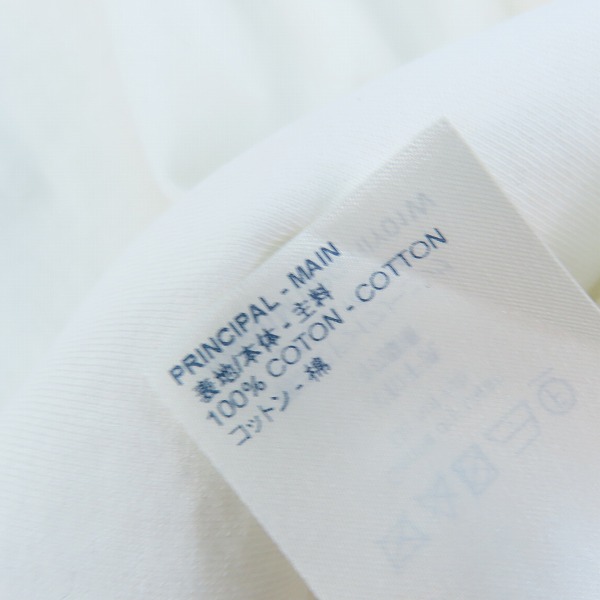 PRINCIPAL - MAIN
表地/本体 - 主料
100% COTON - COTTON
コットン - 棉